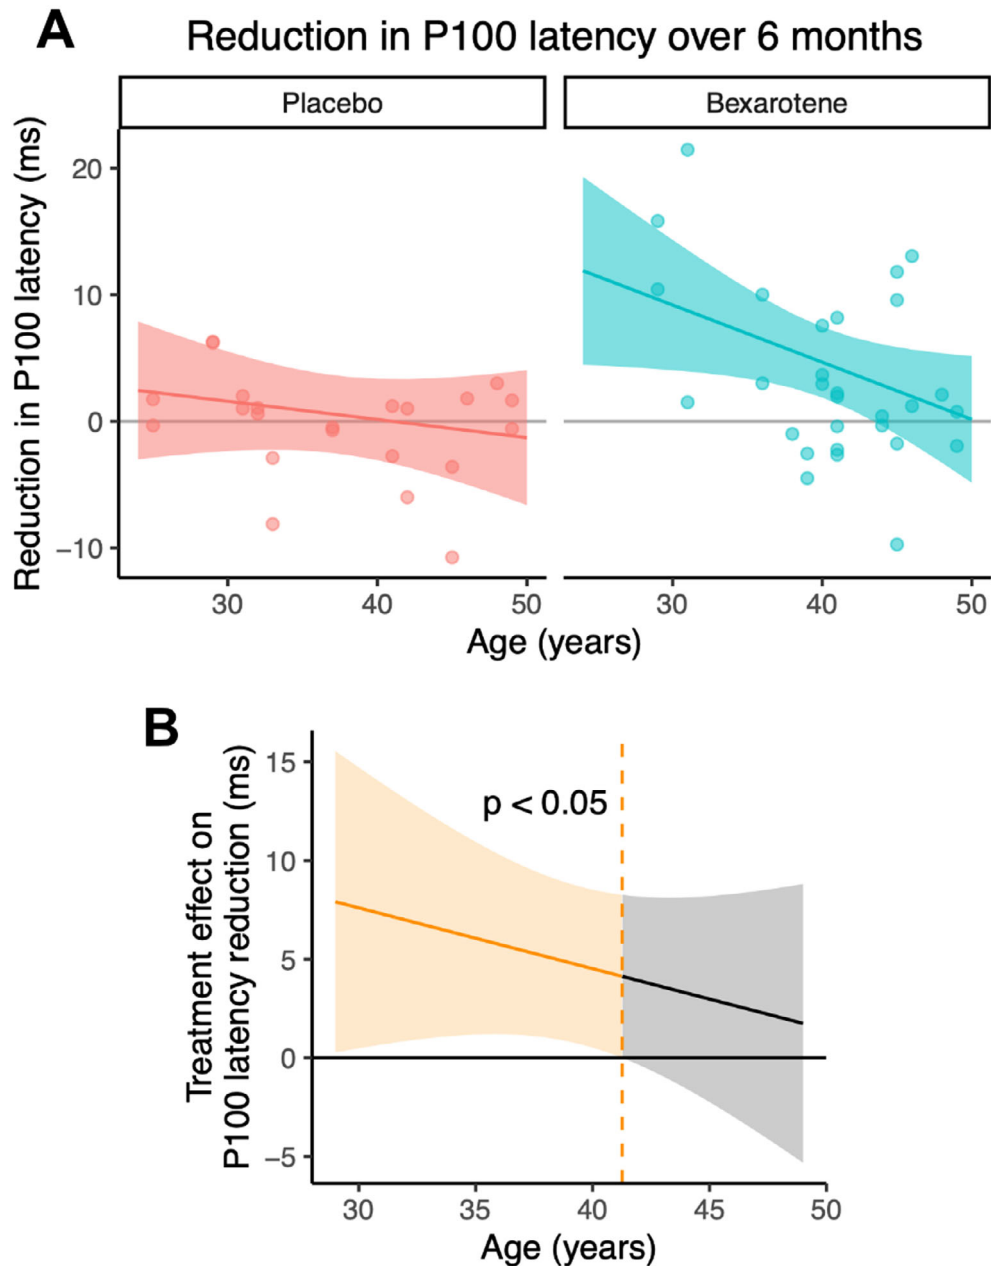 A
Reduction in P100 latency over 6 months
Placebo
Bexarotene
Reduction in P100 latency (ms)
20
10
0
−10
30
40
50
30
40
50
Age (years)
B
Treatment effect on
P100 latency reduction (ms)
15
10
5
0
−5
p < 0.05
30
35
40
45
50
Age (years)